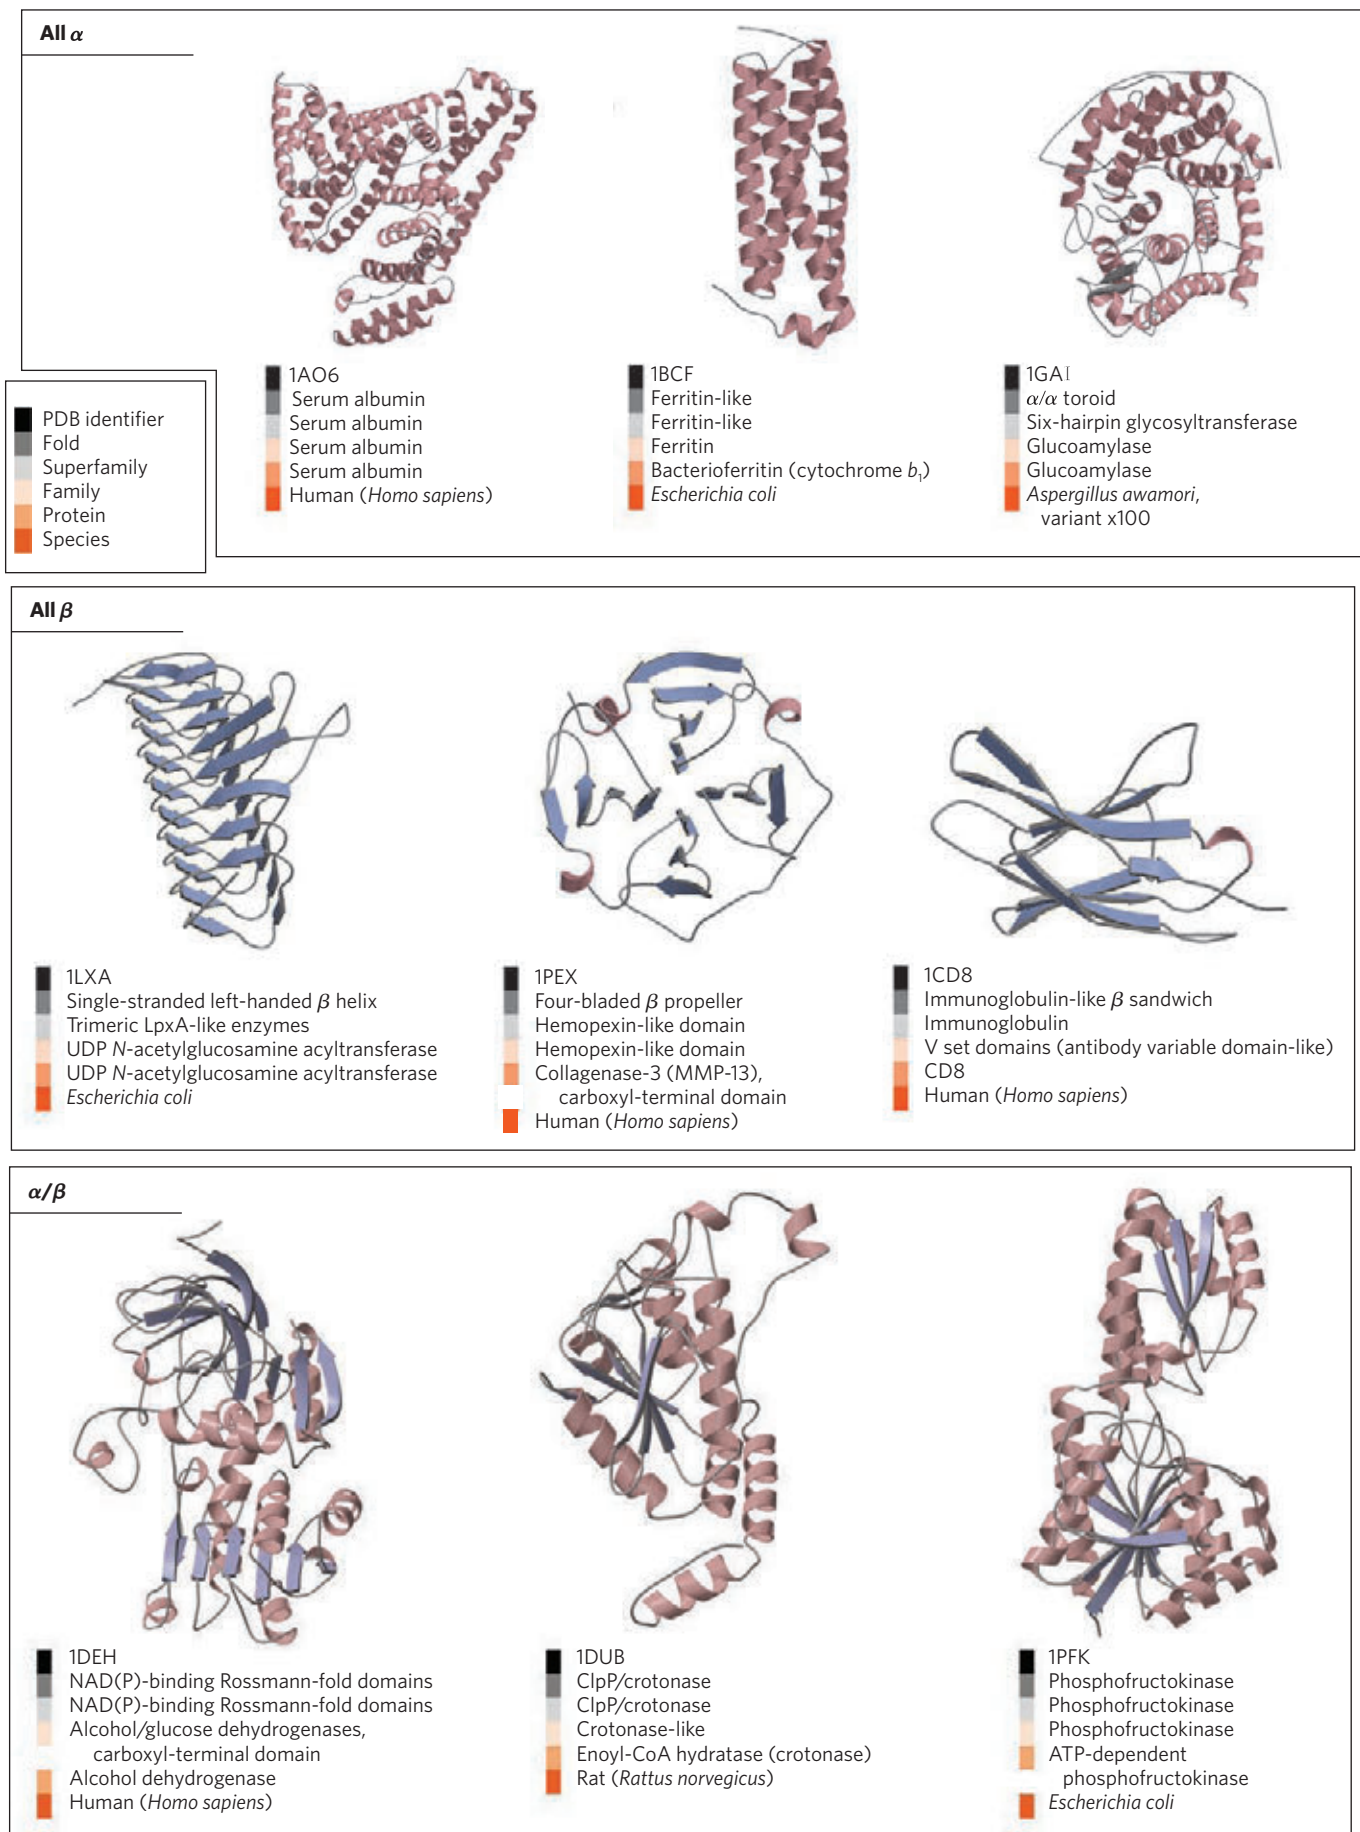 All α
1AO6
Serum albumin
Serum albumin
Serum albumin
Serum albumin
Human (Homo sapiens)
1BCF
Ferritin-like
Ferritin-like
Ferritin
Bacterioferritin (cytochrome b₁)
Escherichia coli
1GAI
α/α toroid
Six-hairpin glycosyltransferase
Glucoamylase
Glucoamylase
Aspergillus awamori,
variant x100
PDB identifier
Fold
Superfamily
Family
Protein
Species
All β
1LXA
Single-stranded left-handed β helix
Trimeric LpxA-like enzymes
UDP N-acetylglucosamine acyltransferase
UDP N-acetylglucosamine acyltransferase
Escherichia coli
1PEX
Four-bladed β propeller
Hemopexin-like domain
Hemopexin-like domain
Collagenase-3 (MMP-13),
carboxyl-terminal domain
Human (Homo sapiens)
1CD8
Immunoglobulin-like β sandwich
Immunoglobulin
V set domains (antibody variable domain-like)
CD8
Human (Homo sapiens)
α/β
1DEH
NAD(P)-binding Rossmann-fold domains
NAD(P)-binding Rossmann-fold domains
Alcohol/glucose dehydrogenases,
carboxyl-terminal domain
Alcohol dehydrogenase
Human (Homo sapiens)
1DUB
ClpP/crotonase
ClpP/crotonase
Crotonase-like
Enoyl-CoA hydratase (crotonase)
Rat (Rattus norvegicus)
1PFK
Phosphofructokinase
Phosphofructokinase
Phosphofructokinase
ATP-dependent
phosphofructokinase
Escherichia coli